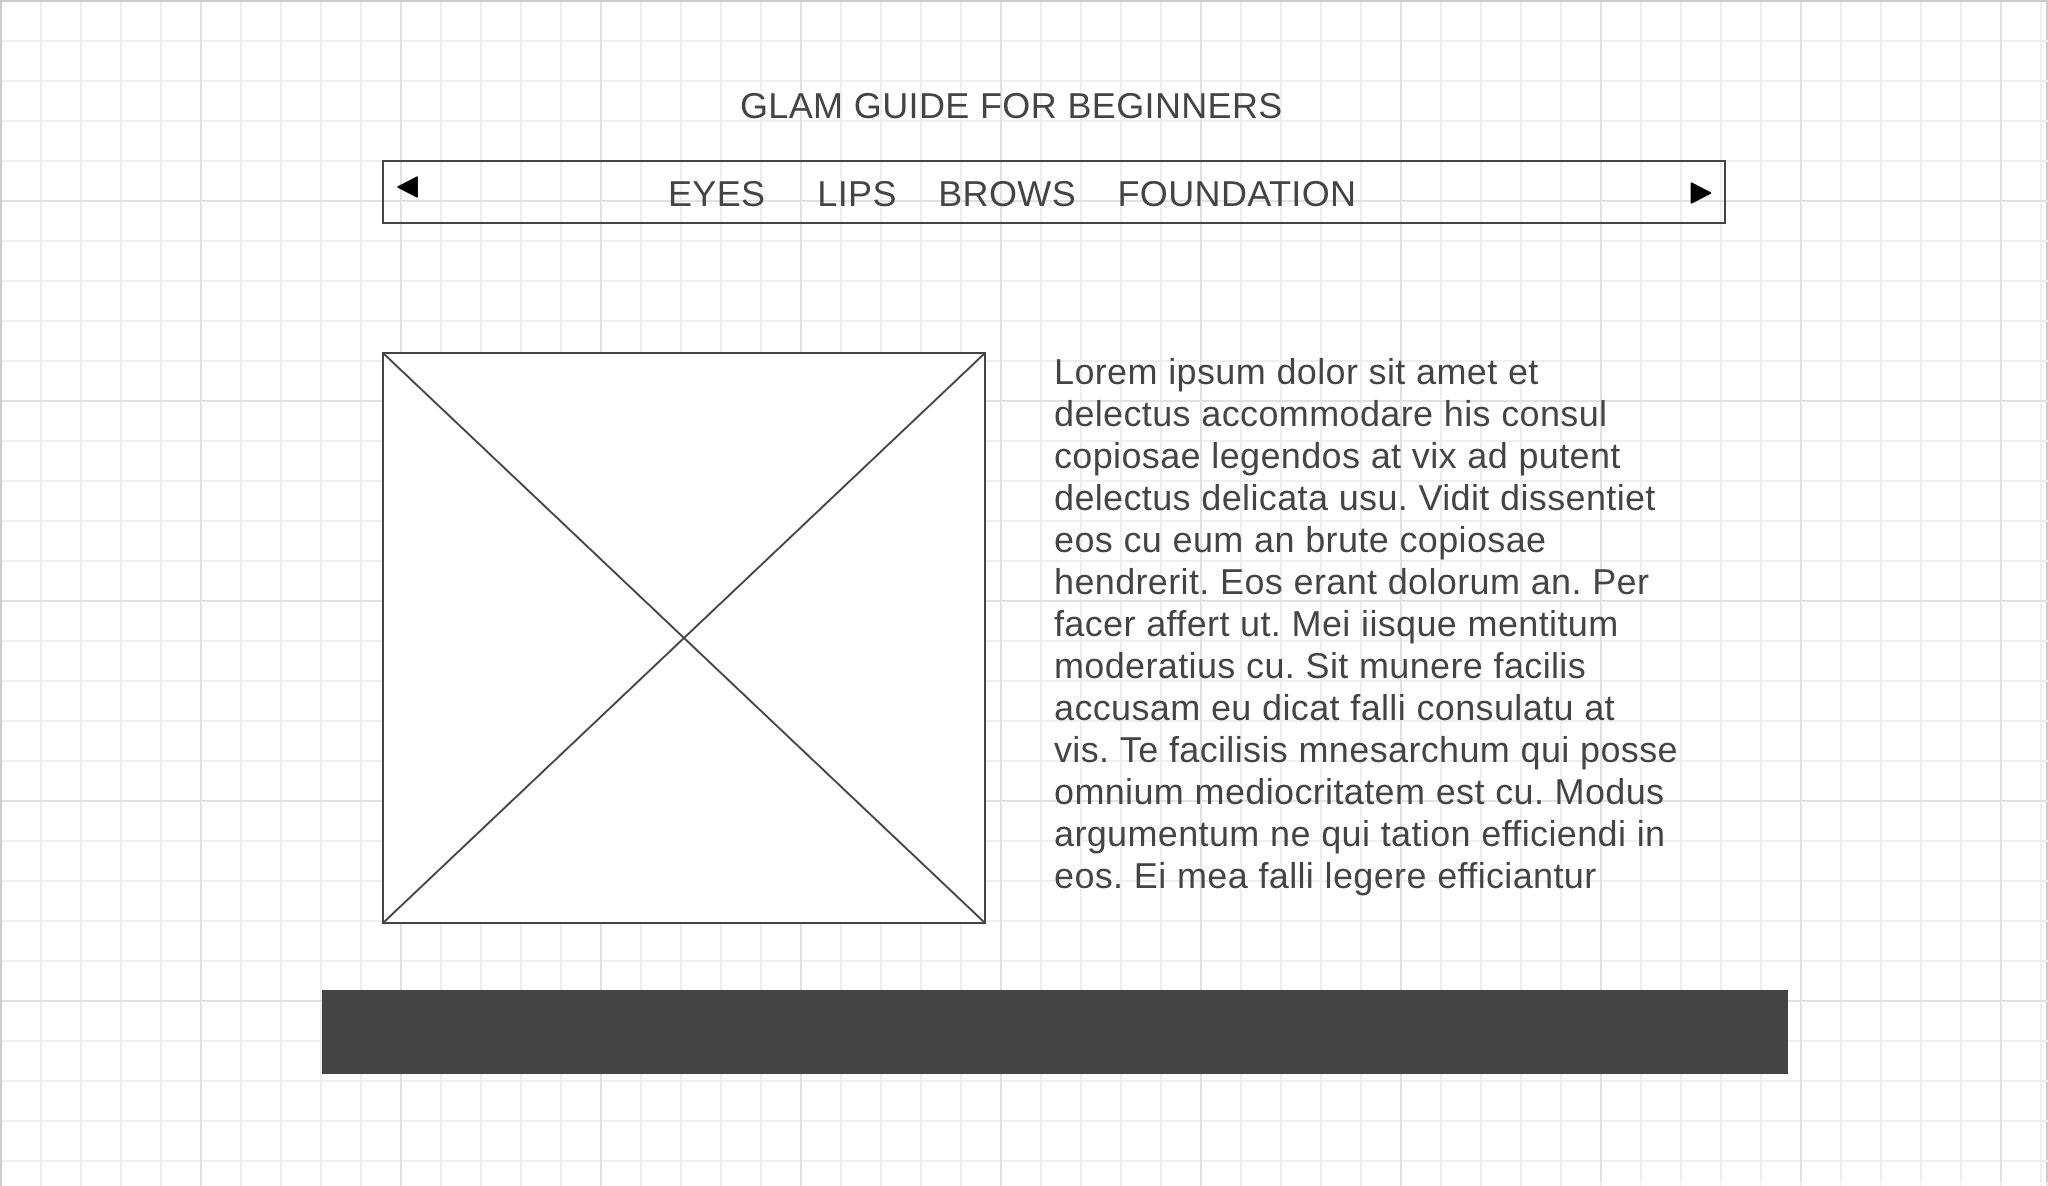 GLAM GUIDE FOR BEGINNERS
EYES LIPS BROWS FOUNDATION
Lorem ipsum dolor sit amet et
delectus accommodare his consul
copiosae legendos at vix ad putent
delectus delicata usu. Vidit dissentiet
eos cu eum an brute copiosae
hendrerit. Eos erant dolorum an. Per
facer affert ut. Mei iisque mentitum
moderatius cu. Sit munere facilis
accusam eu dicat falli consulatu at
vis. Te facilisis mnesarchum qui posse
omnium mediocritatem est cu. Modus
argumentum ne qui tation efficiendi in
eos. Ei mea falli legere efficiantur